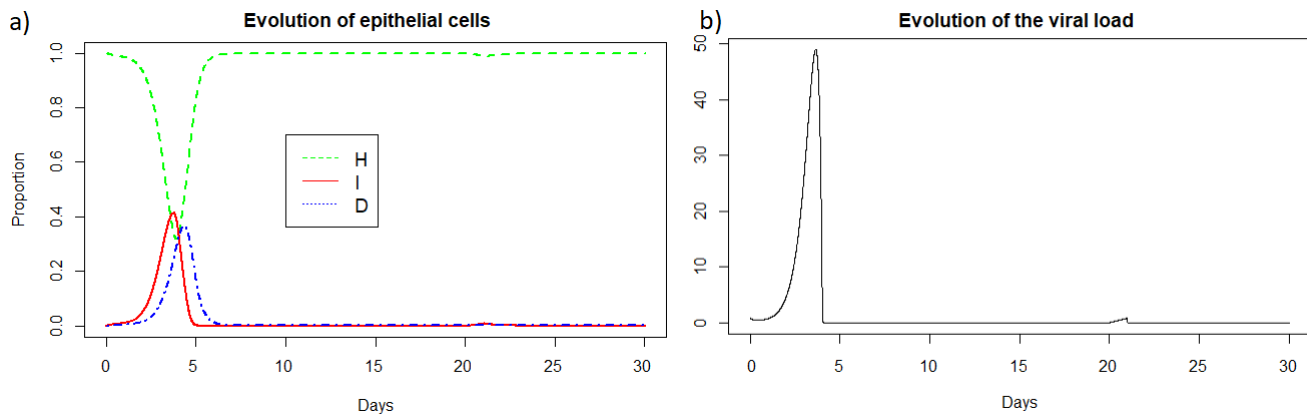 a)
Evolution of epithelial cells
Proportion
1.0
0.8
0.6
0.4
0.2
0.0
H
I
D
0 5 10 15 20 25 30
Days
b)
Evolution of the viral load
50
40
30
20
10
0
0 5 10 15 20 25 30
Days